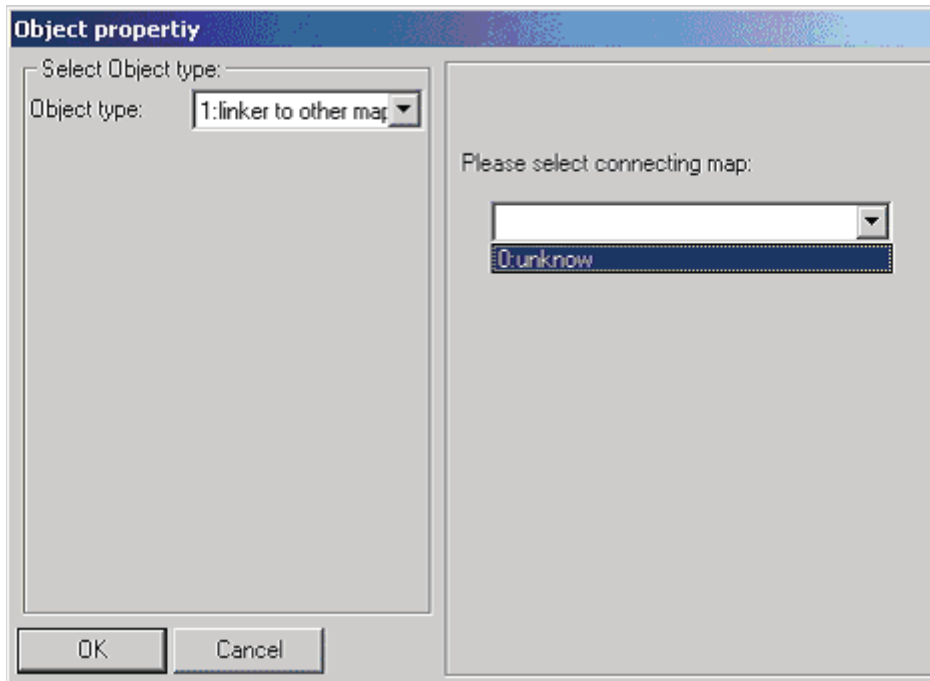 Object propertiy
Select Object type:
Object type:
1:linker to other map
Please select connecting map:
0:unknow
OK
Cancel